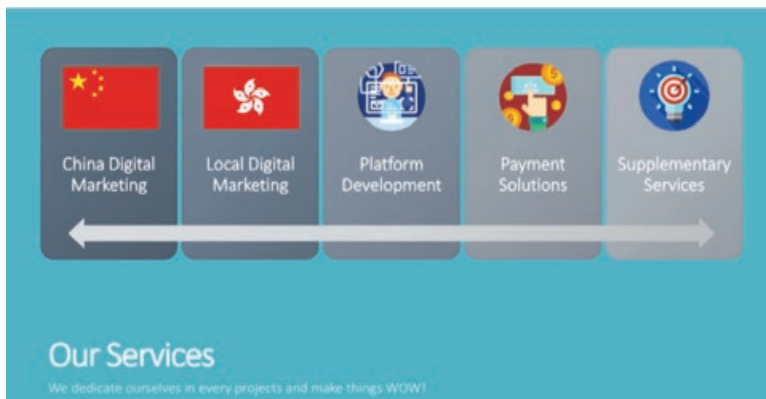 China Digital
Marketing
Local Digital
Marketing
Platform
Development
Payment
Solutions
Supplementary
Services
Our Services
We dedicate ourselves in every projects and make things WOW!